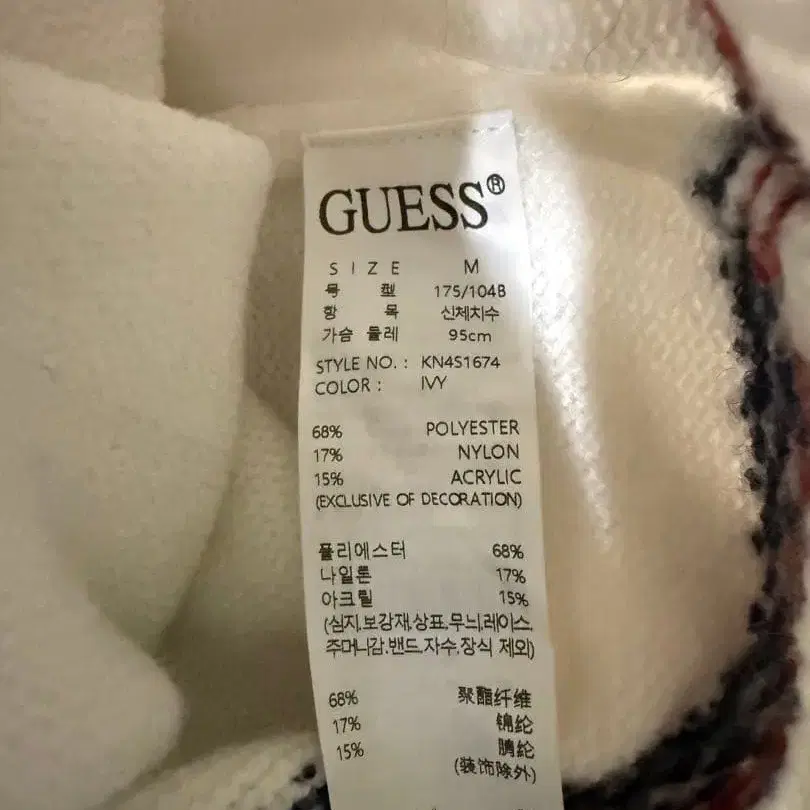 GUESS®
SIZE M
号 型 175/104B
항 목 신체치수
가슴 둘레 95cm
STYLE NO. : KN4S1674
COLOR : IVY
68% POLYESTER
17% NYLON
15% ACRYLIC
(EXCLUSIVE OF DECORATION)
폴리에스터 68%
나일론 17%
아크릴 15%
(심지.보강재.상표.무늬.레이스.
주머니감.밴드.자수.장식 제외)
68% 聚酯纤维
17% 锦纶
15% 腈纶
(装饰除外)